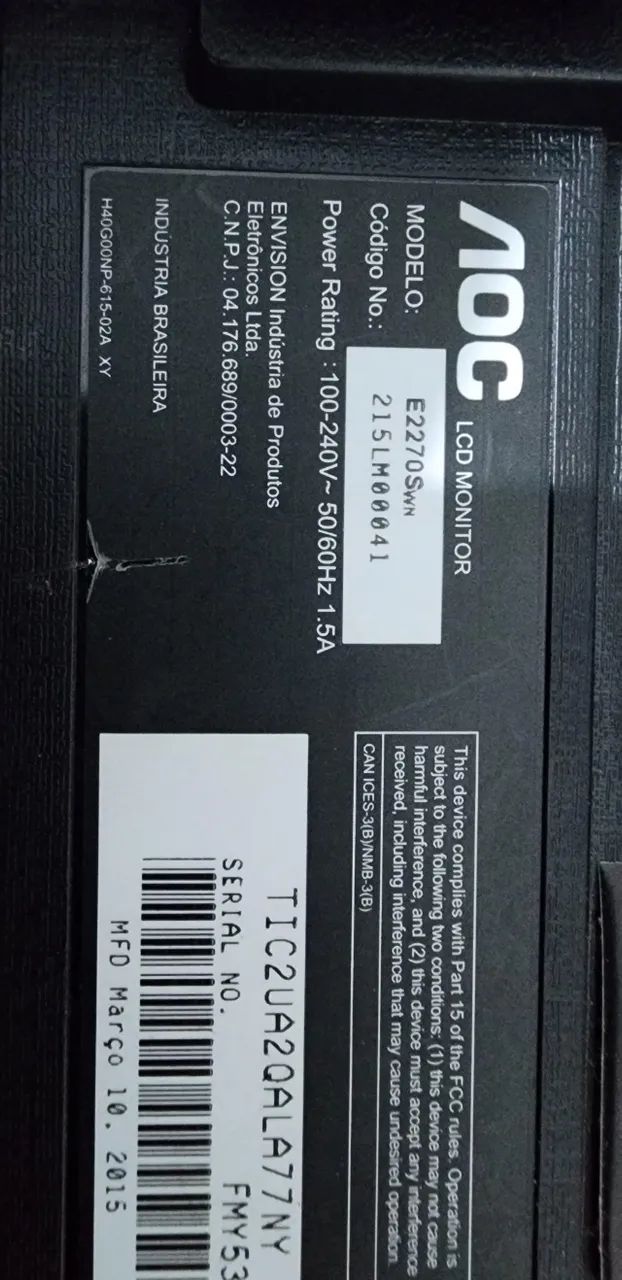 AOC LCD MONITOR
MODELO: E2270SWN
Código No.: 215LM00041
Power Rating : 100-240V~ 50/60Hz 1.5A
ENVISION Indústria de Produtos
Eletrônicos Ltda.
C.N.P.J.: 04.176.689/0003-22
INDÚSTRIA BRASILEIRA
H40G00NP-615-02A XY
This device complies with Part 15 of the FCC rules. Operation is
subject to the following two conditions: (1) this device may not cause
harmful interference, and (2) this device must accept any interference
received, including interference that may cause undesired operation.
CAN ICES-3(B)/NMB-3(B)
TIC2UA2QALA77NY
SERIAL NO. FMY53
MFD Março 10. 2015